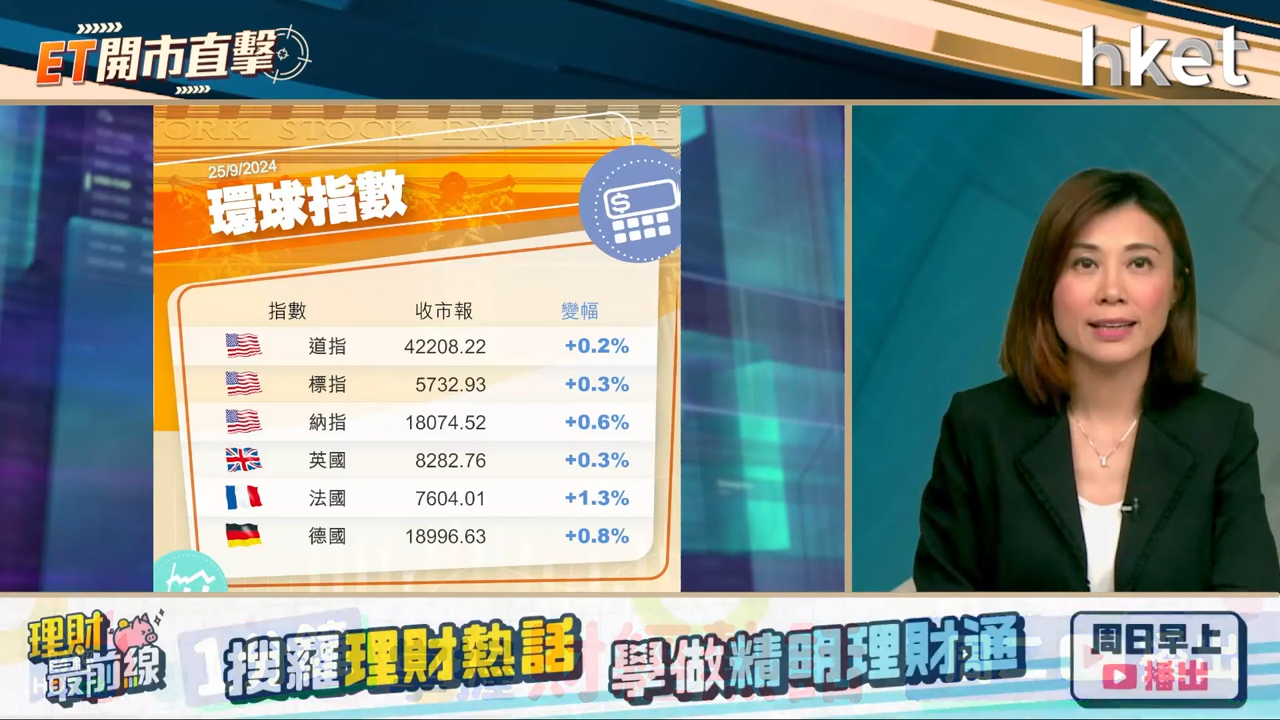 ET開市直擊
hket
YORK STOCK EXCHANGE
25/9/2024
環球指數
指數 收市報 變幅
道指 42208.22 +0.2%
標指 5732.93 +0.3%
納指 18074.52 +0.6%
英國 8282.76 +0.3%
法國 7604.01 +1.3%
德國 18996.63 +0.8%
理財
最前線
搜羅理財熱話 學做精明理財通
周日早上
播出